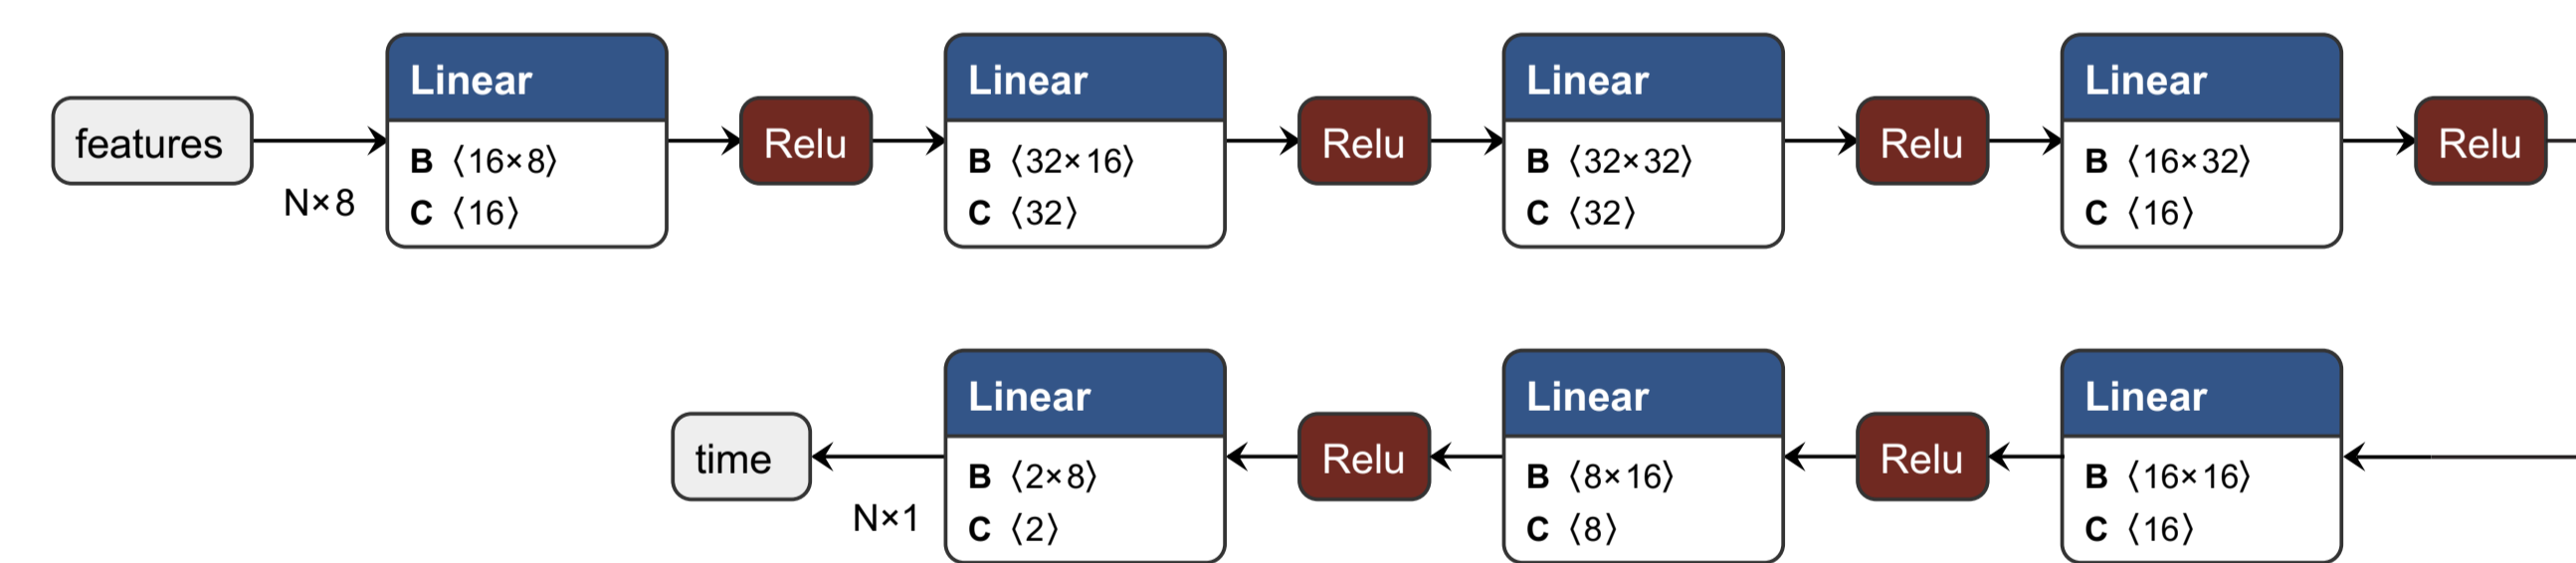 features
N×8
Linear
B ⟨16×8⟩
C ⟨16⟩
Relu
Linear
B ⟨32×16⟩
C ⟨32⟩
Relu
Linear
B ⟨32×32⟩
C ⟨32⟩
Relu
Linear
B ⟨16×32⟩
C ⟨16⟩
Relu
Linear
B ⟨16×16⟩
C ⟨16⟩
Relu
Linear
B ⟨8×16⟩
C ⟨8⟩
Relu
Linear
B ⟨2×8⟩
C ⟨2⟩
N×1
time